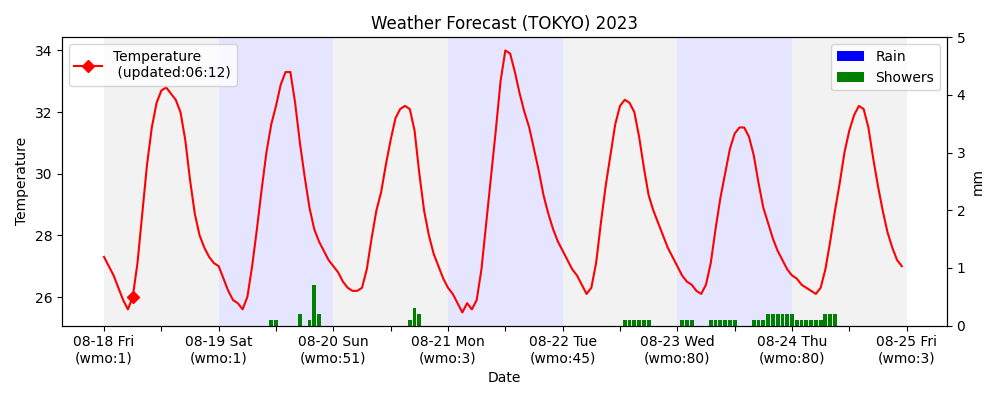 Weather Forecast (TOKYO) 2023
Temperature
(updated:06:12)
Rain
Showers
34
32
30
28
26
Temperature
5
4
3
2
1
0
mm
08-18 Fri
(wmo:1)
08-19 Sat
(wmo:1)
08-20 Sun
(wmo:51)
08-21 Mon
(wmo:3)
08-22 Tue
(wmo:45)
08-23 Wed
(wmo:80)
08-24 Thu
(wmo:80)
08-25 Fri
(wmo:3)
Date